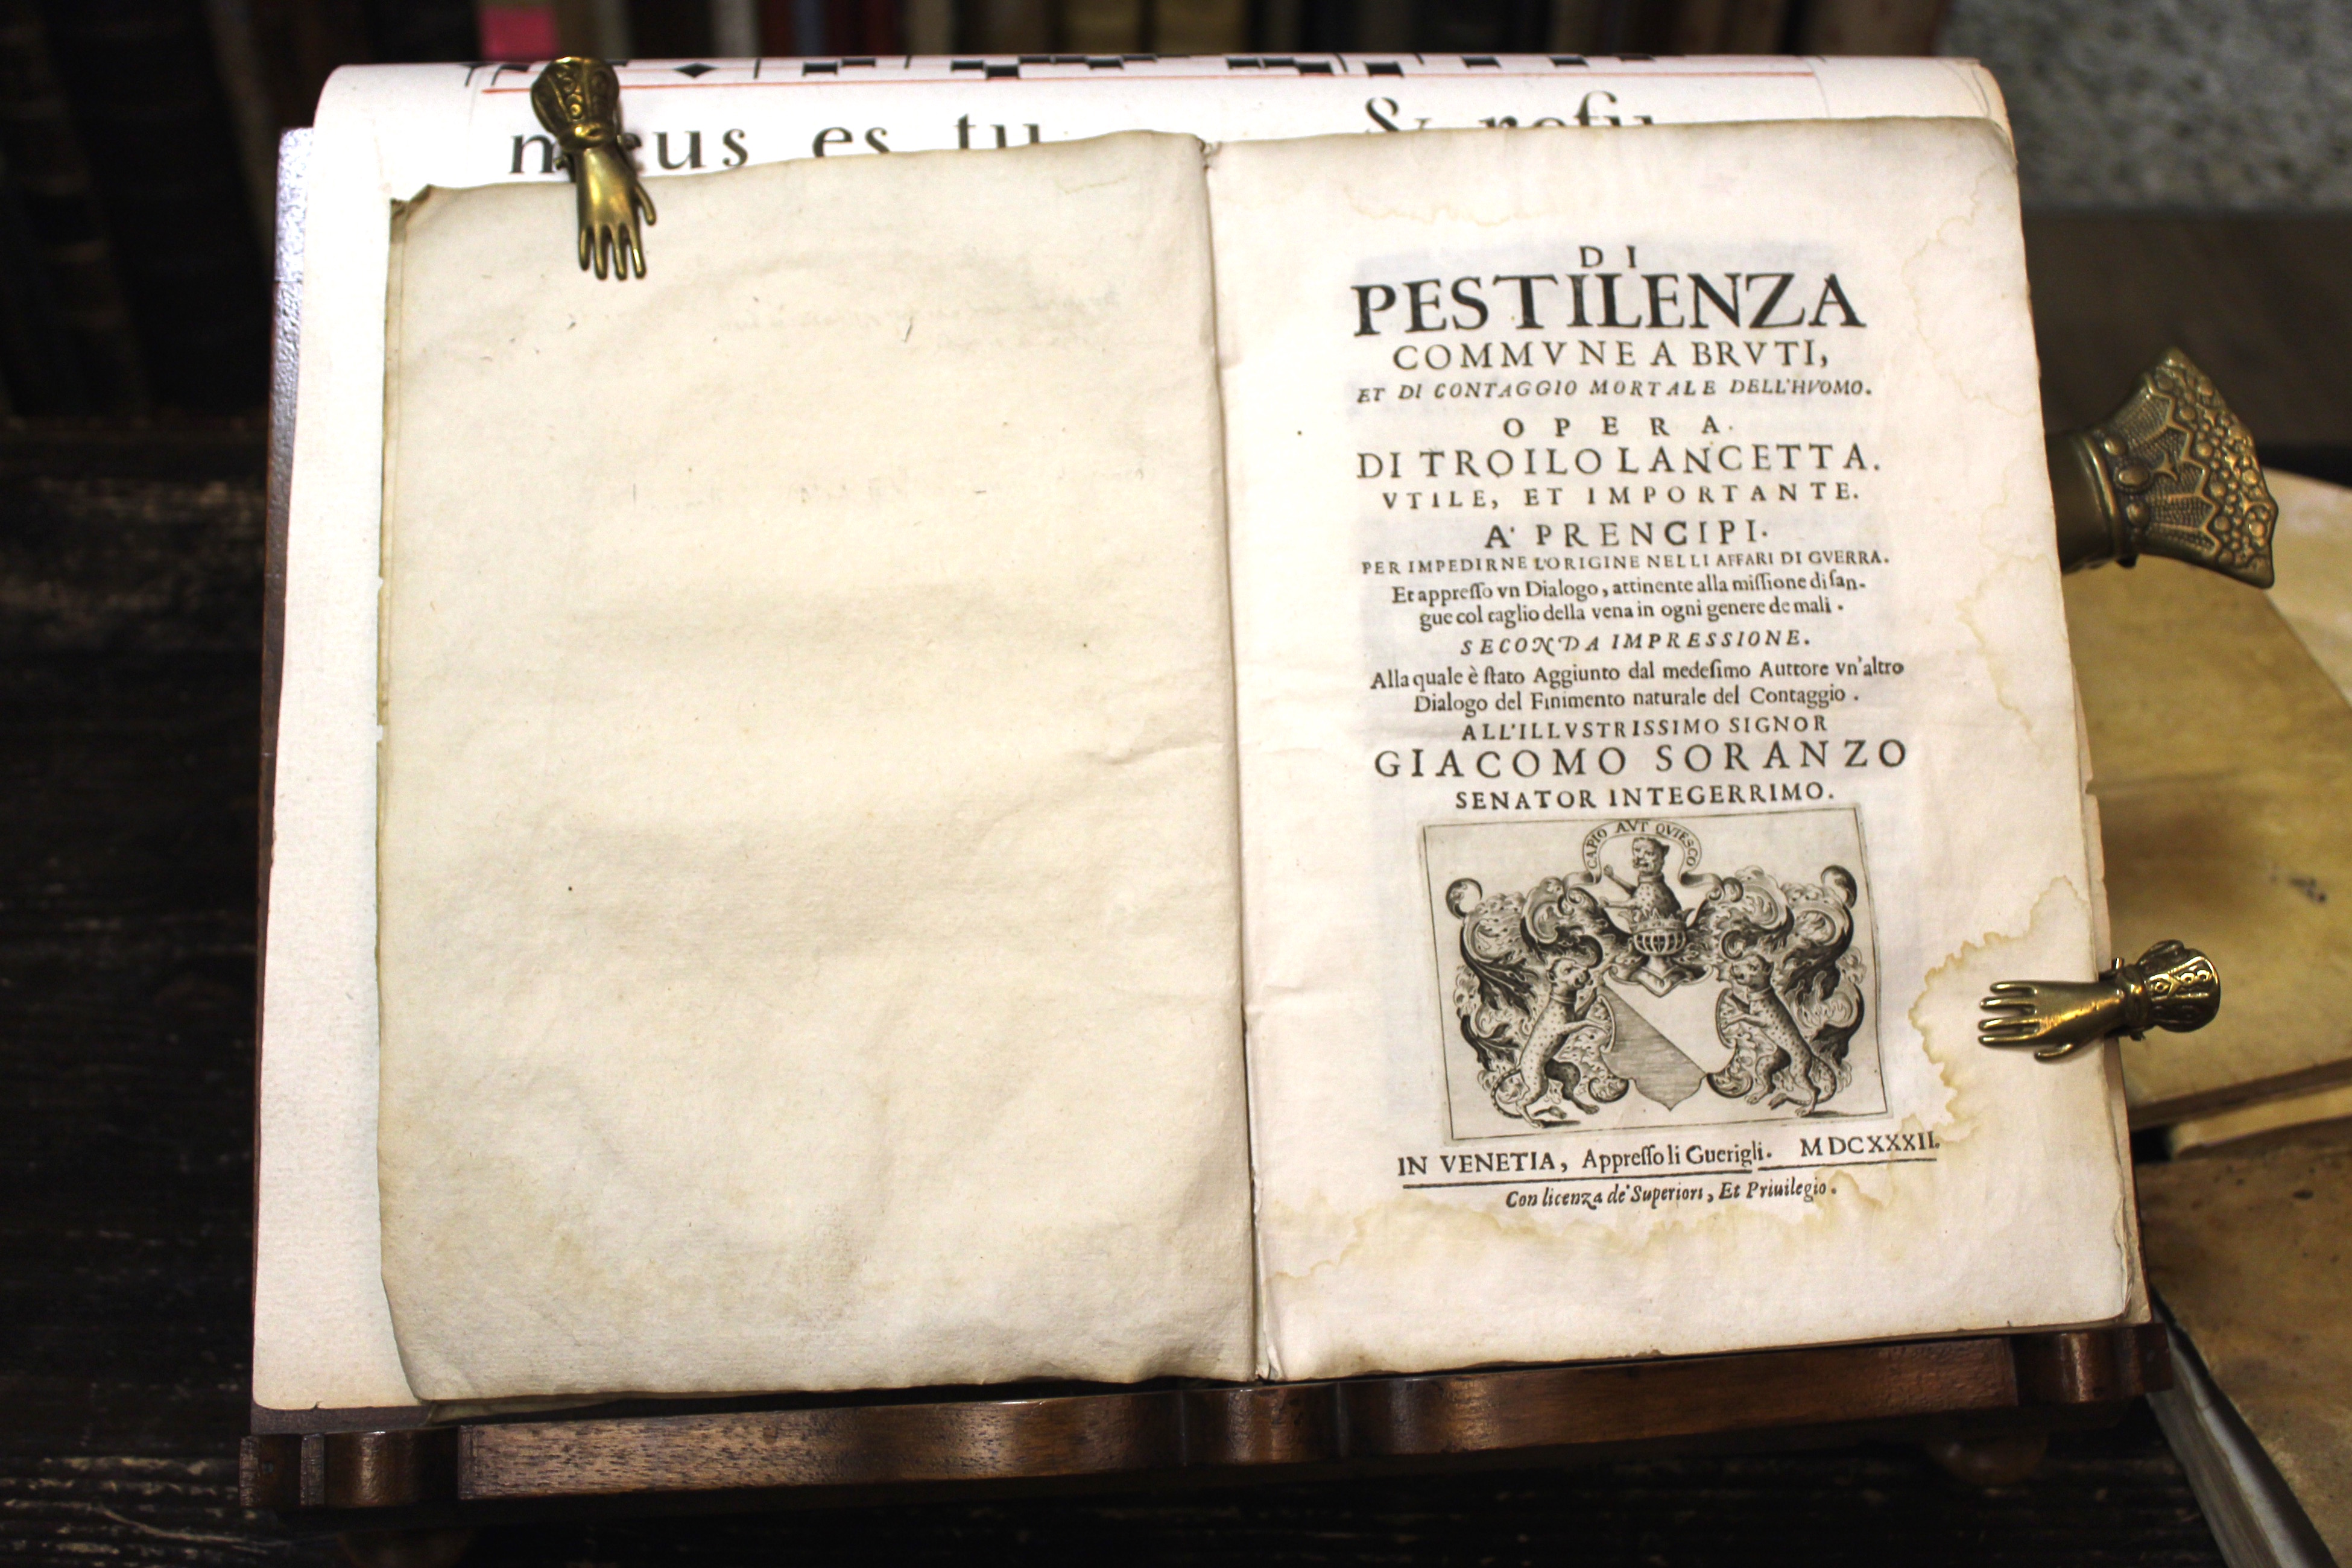 meus es tu & refu
DI
PESTILENZA
COMMVNE A BRVTI,
ET DI CONTAGGIO MORTALE DELL'HVOMO.
OPERA.
DI TROILO LANCETTA.
VTILE, ET IMPORTANTE.
A' PRENCIPI.
PER IMPEDIRNE L'ORIGINE NELLI AFFARI DI GVERRA.
Et appreſſo vn Dialogo, attinente alla miſſione di ſan-
gue col taglio della vena in ogni genere de mali.
SECONDA IMPRESSIONE.
Alla quale è ſtato Aggiunto dal medeſimo Auttore vn'altro
Dialogo del Finimento naturale del Contaggio.
ALL'ILLVSTRISSIMO SIGNOR
GIACOMO SORANZO
SENATOR INTEGERRIMO.
CAPIO AVT QVIESCO
IN VENETIA, Appreſſo li Guerigli. MDCXXXII.
Con licenza de' Superiori, Et Priuilegio.